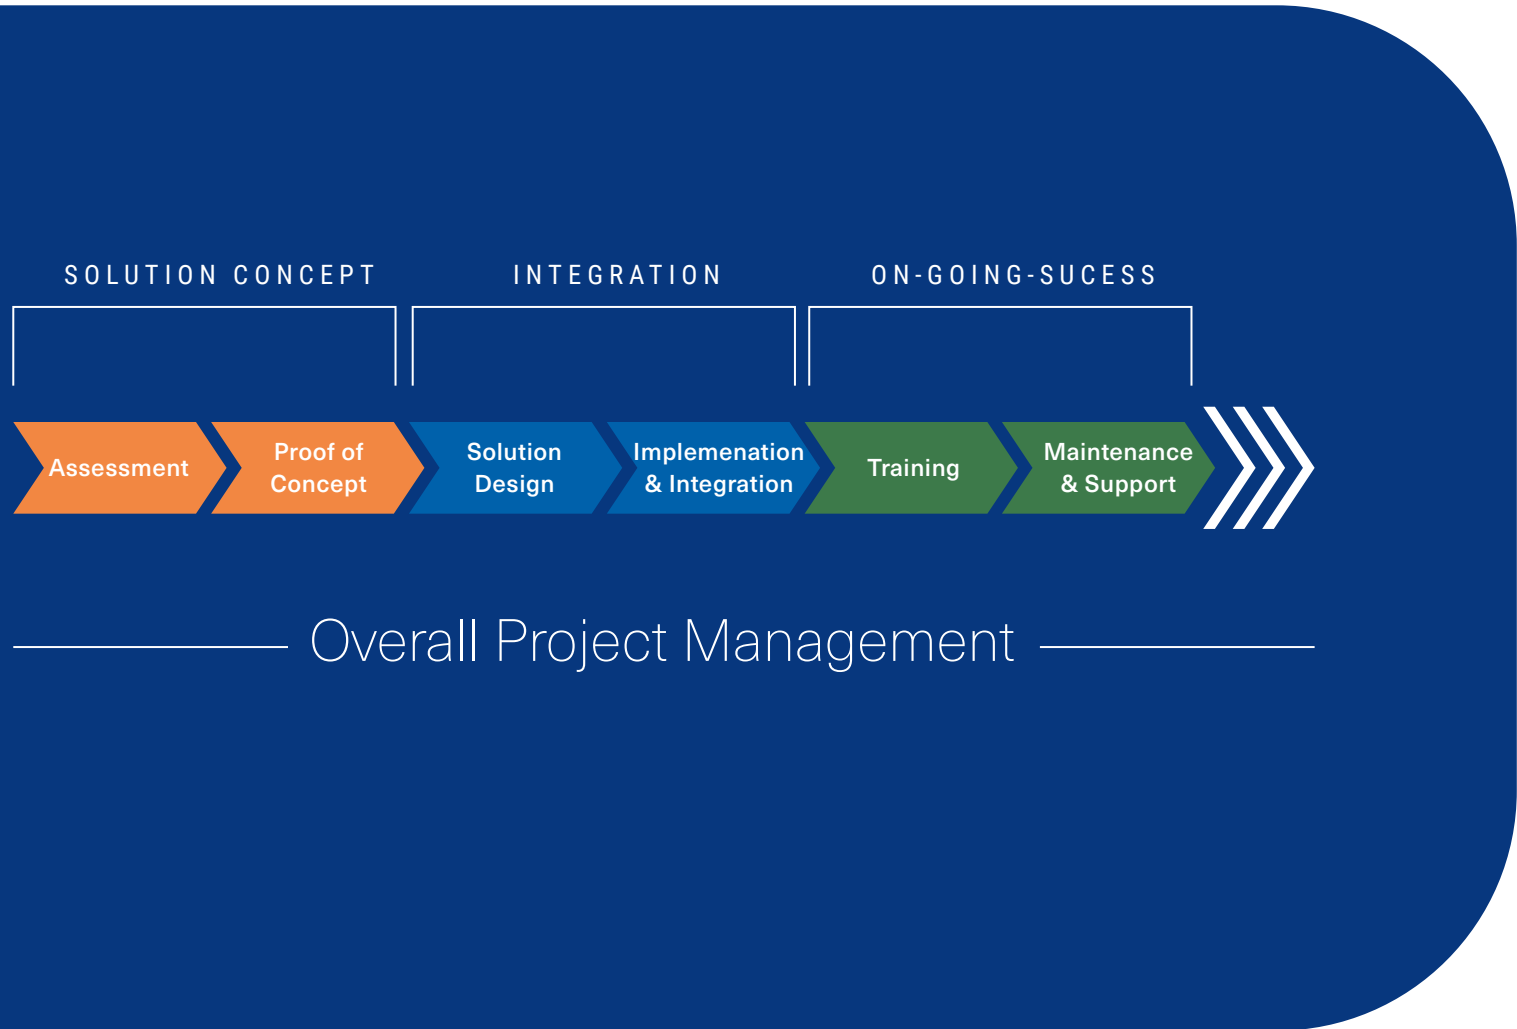 SOLUTION CONCEPT
INTEGRATION
ON-GOING-SUCESS
Assessment
Proof of
Concept
Solution
Design
Implemenation
& Integration
Training
Maintenance
& Support
Overall Project Management